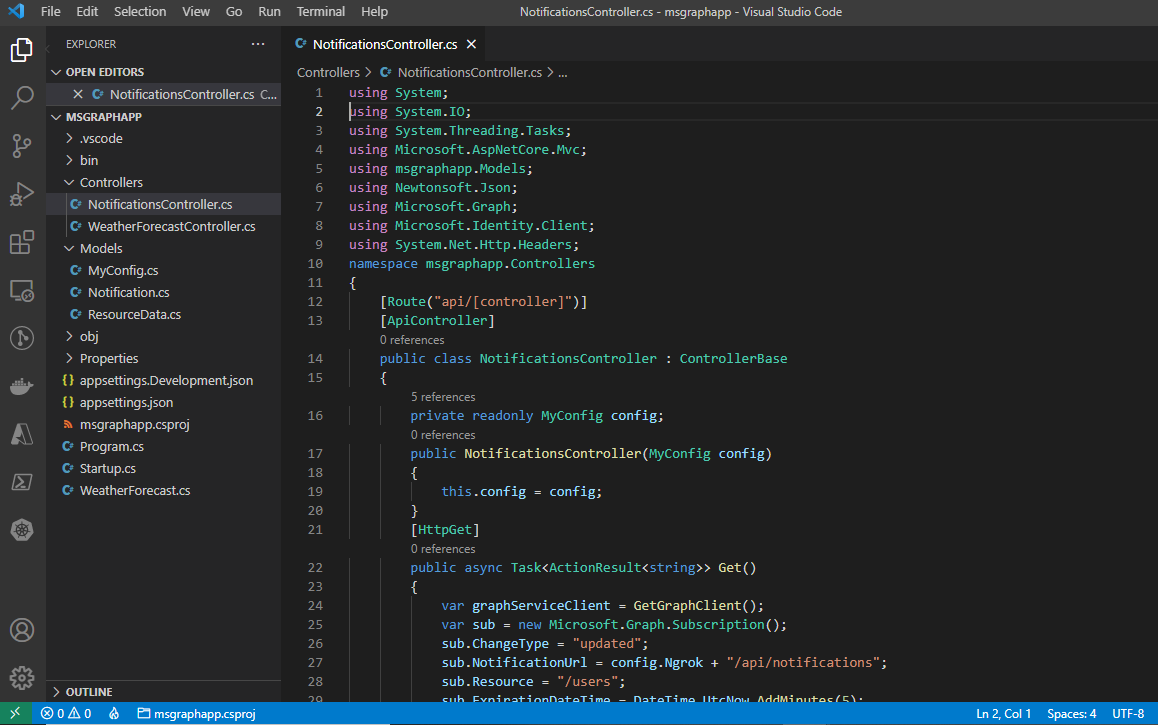 File Edit Selection View Go Run Terminal Help NotificationsController.cs - msgraphapp - Visual Studio Code
EXPLORER ...
OPEN EDITORS
NotificationsController.cs C...
MSGRAPHAPP
.vscode
bin
Controllers
NotificationsController.cs
WeatherForecastController.cs
Models
MyConfig.cs
Notification.cs
ResourceData.cs
obj
Properties
{} appsettings.Development.json
{} appsettings.json
msgraphapp.csproj
C# Program.cs
C# Startup.cs
C# WeatherForecast.cs
OUTLINE
NotificationsController.cs
Controllers > NotificationsController.cs > ...
1 using System;
2 using System.IO;
3 using System.Threading.Tasks;
4 using Microsoft.AspNetCore.Mvc;
5 using msgraphapp.Models;
6 using Newtonsoft.Json;
7 using Microsoft.Graph;
8 using Microsoft.Identity.Client;
9 using System.Net.Http.Headers;
10 namespace msgraphapp.Controllers
11 {
12 [Route("api/[controller]")]
13 [ApiController]
0 references
14 public class NotificationsController : ControllerBase
15 {
5 references
16 private readonly MyConfig config;
0 references
17 public NotificationsController(MyConfig config)
18 {
19 this.config = config;
20 }
21 [HttpGet]
0 references
22 public async Task<ActionResult<string>> Get()
23 {
24 var graphServiceClient = GetGraphClient();
25 var sub = new Microsoft.Graph.Subscription();
26 sub.ChangeType = "updated";
27 sub.NotificationUrl = config.Ngrok + "/api/notifications";
28 sub.Resource = "/users";
29 sub.ExpirationDateTime = DateTime.UtcNow.AddMinutes(5);
0 0 msgraphapp.csproj Ln 2, Col 1 Spaces: 4 UTF-8